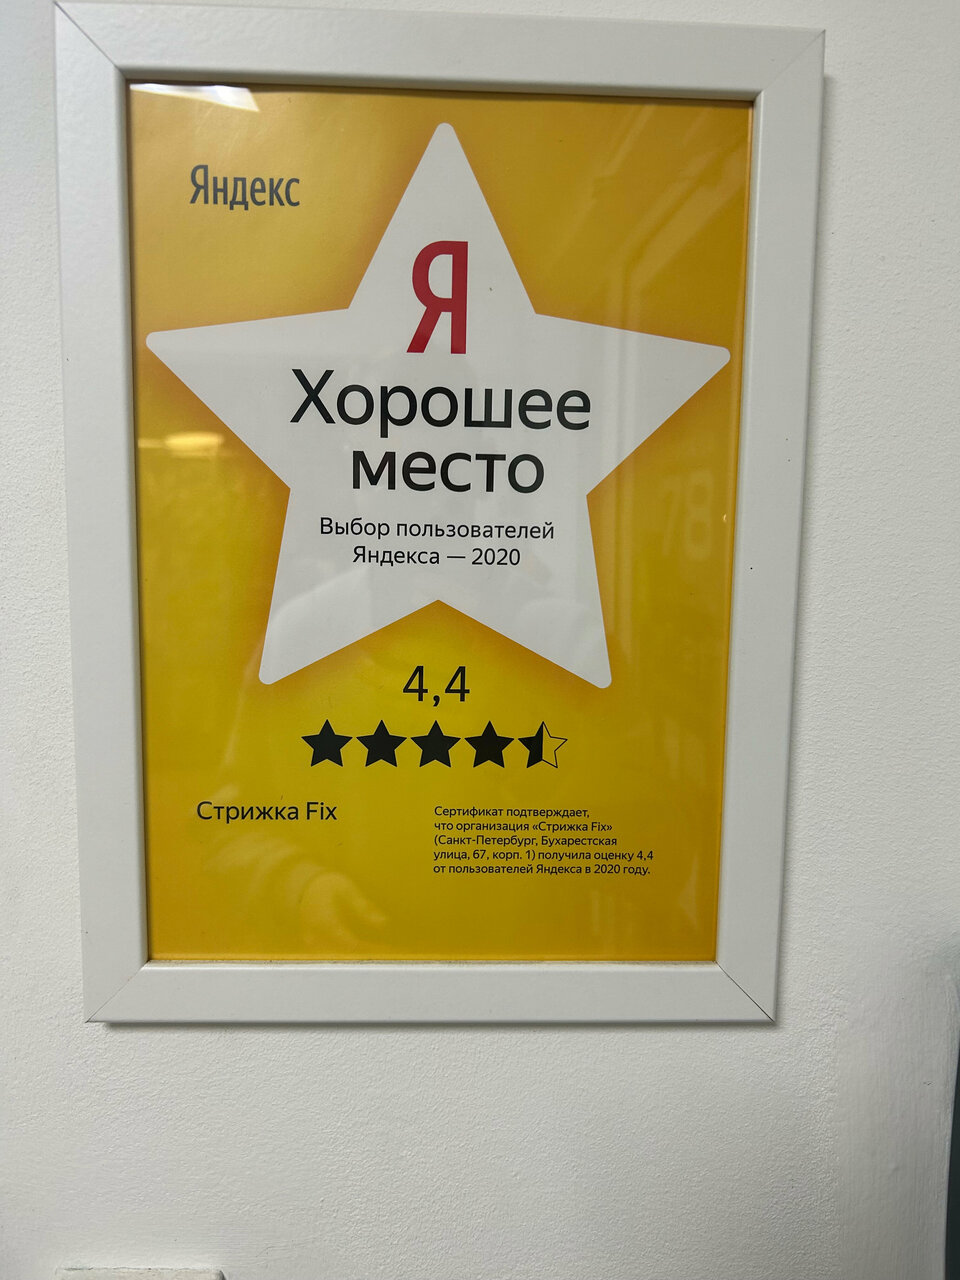 Яндекс
Я
Хорошее
место
Выбор пользователей
Яндекса — 2020
4,4
Стрижка Fix
Сертификат подтверждает,
что организация «Стрижка Fix»
(Санкт-Петербург, Бухарестская
улица, 67, корп. 1) получила оценку 4,4
от пользователей Яндекса в 2020 году.